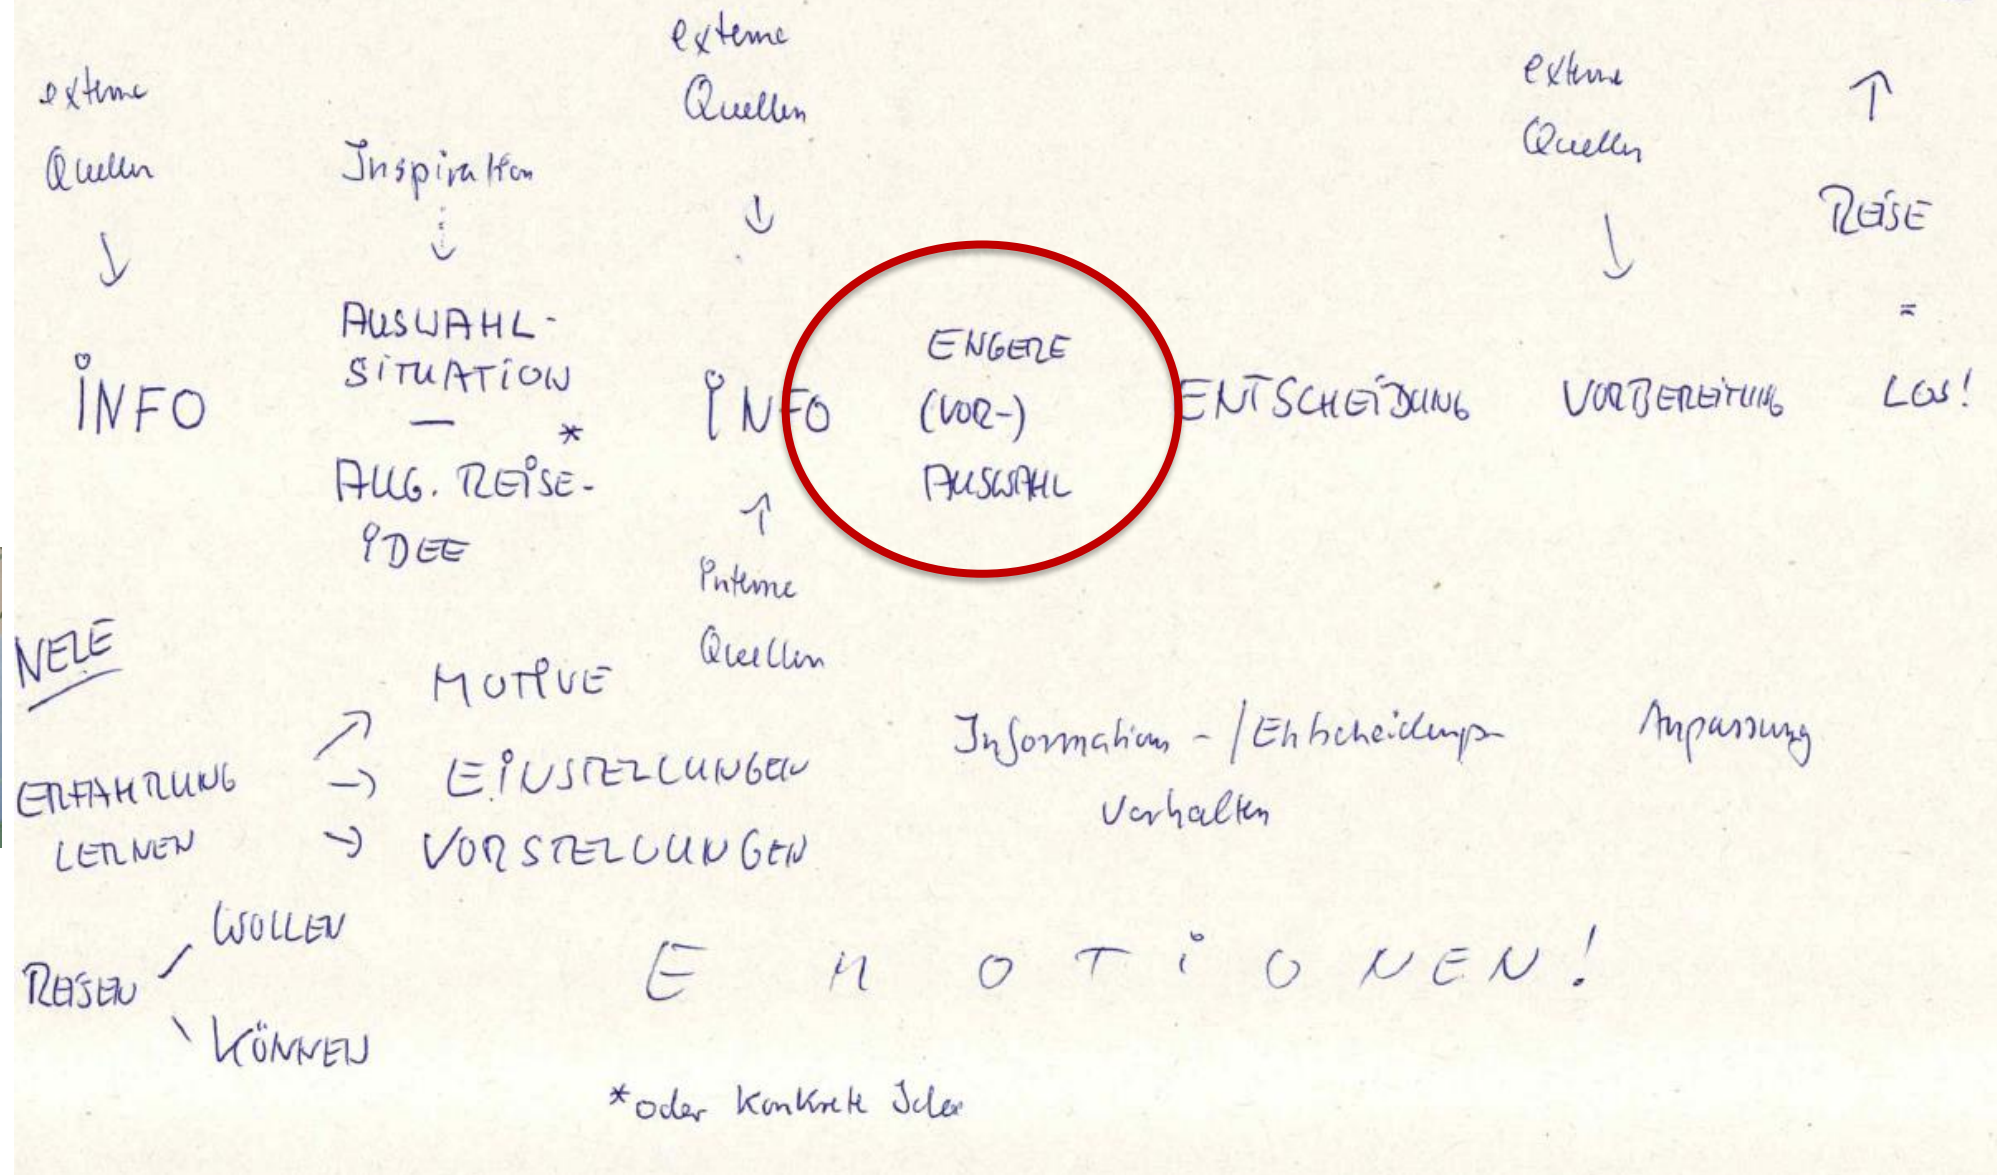 externe
Quellen
↓
INFO
Inspiration
↓
AUSWAHL-
SITUATION
—
*
ALLG. REISE-
IDEE
externe
Quellen
↓
INFO
↑
interne
Quellen
ENGERE
(VOR-)
AUSWAHL
ENTSCHEIDUNG
externe
Quellen
↓
VORBEREITUNG
↑
REISE
=
LOS!
NELE
ERFAHRUNG
LERNEN
↗ MOTIVE
→ EINSTELLUNGEN
→ VORSTELLUNGEN
Informations-/Entscheidungs-
verhalten
Anpassung
REISEN
WOLLEN
KÖNNEN
EMOTIONEN!
*oder konkrete Idee